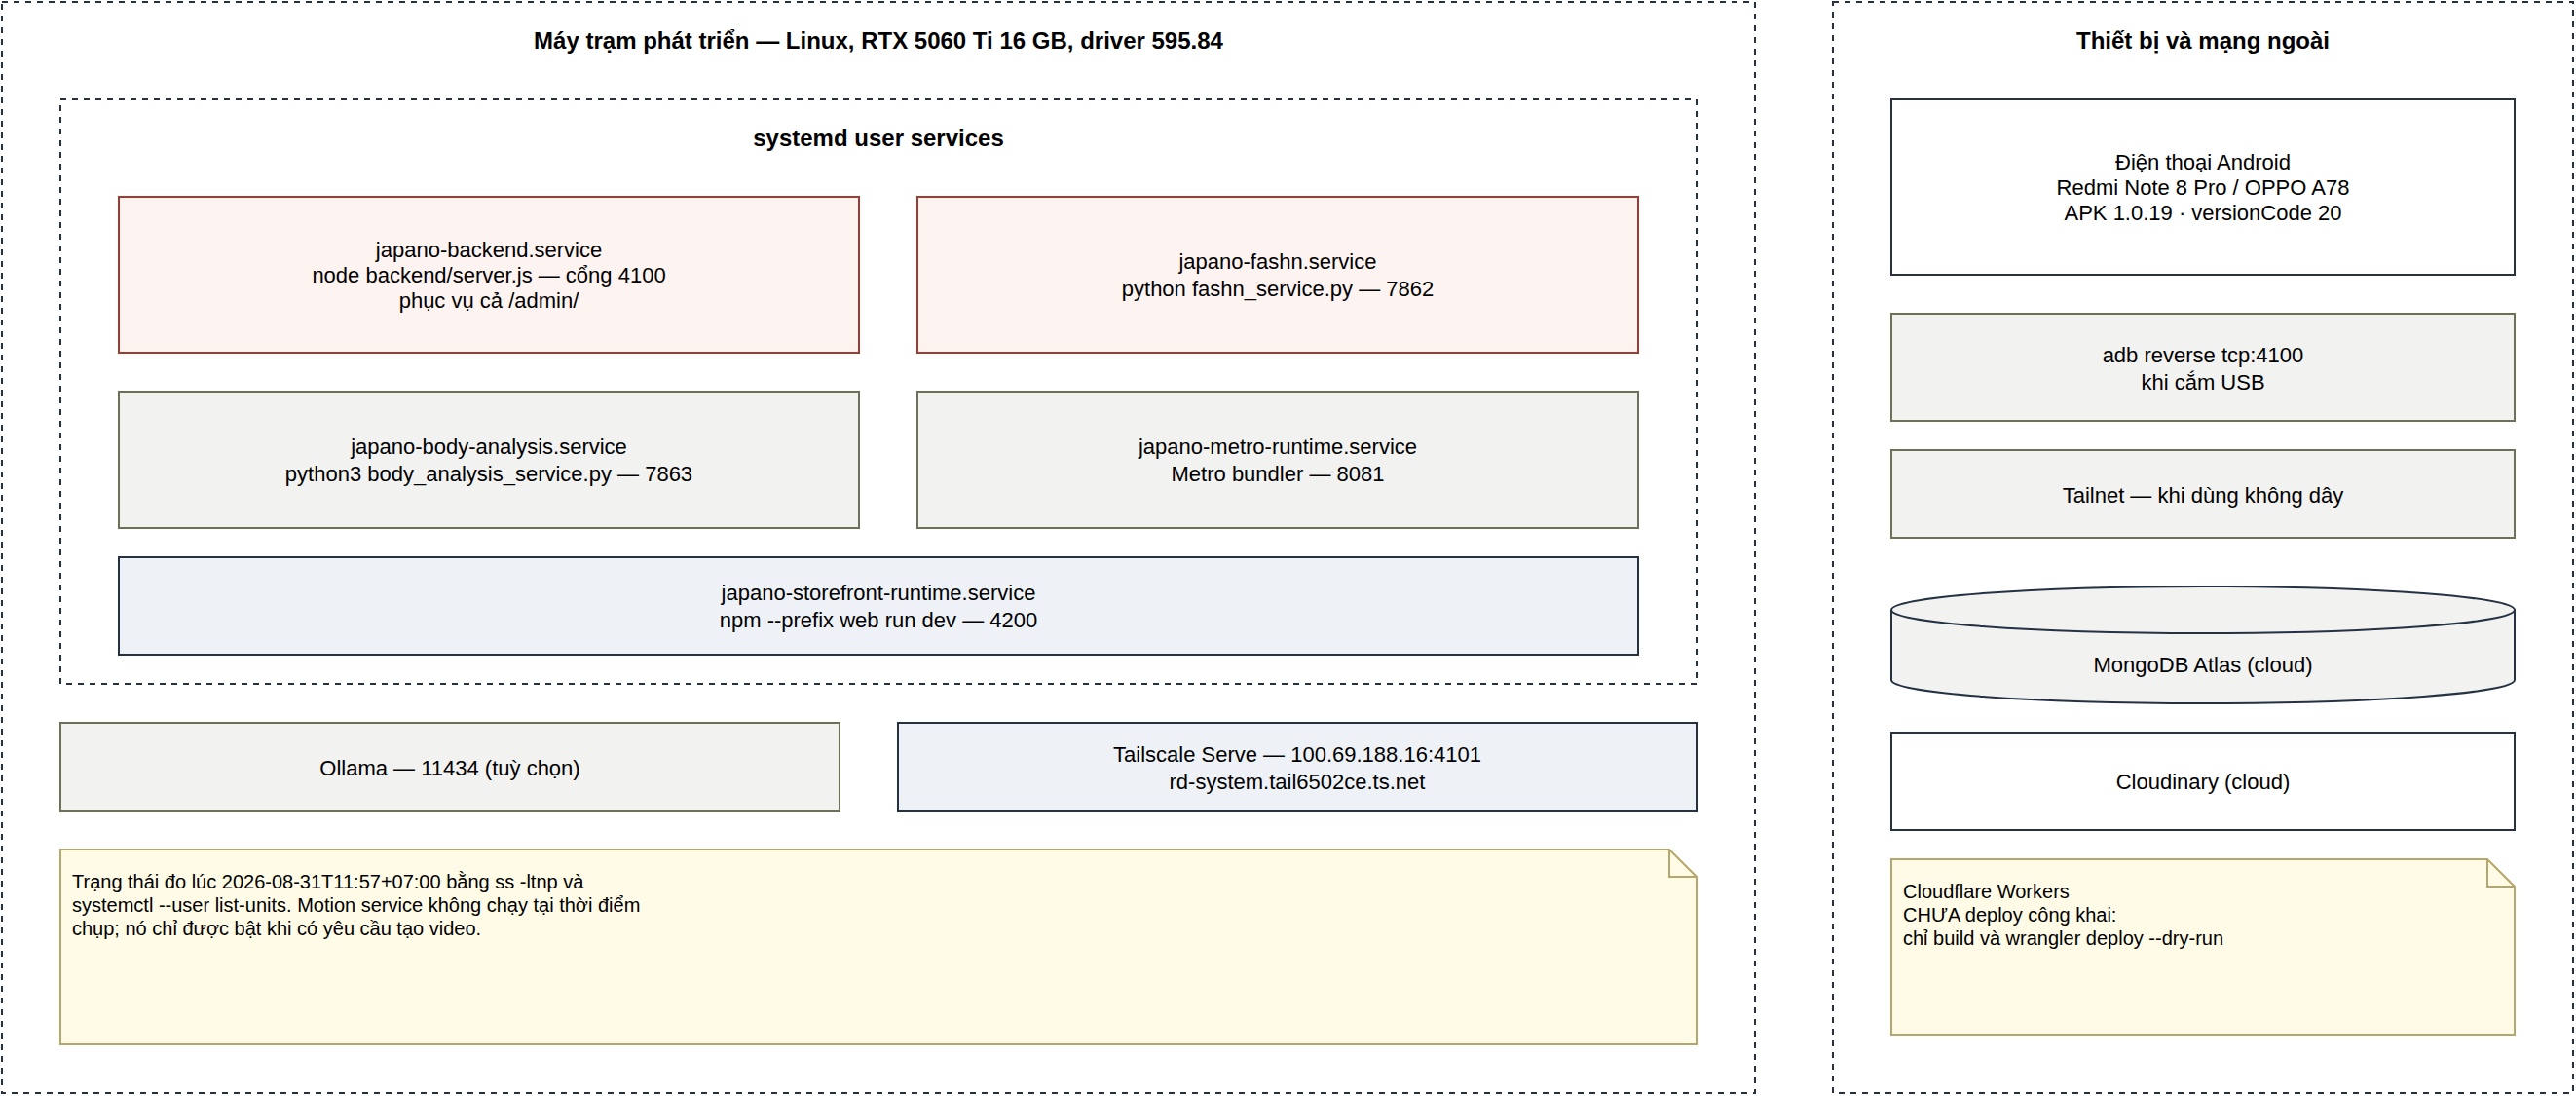 Máy trạm phát triển — Linux, RTX 5060 Ti 16 GB, driver 595.84
systemd user services
japano-backend.service
node backend/server.js — cổng 4100
phục vụ cả /admin/
japano-fashn.service
python fashn_service.py — 7862
japano-body-analysis.service
python3 body_analysis_service.py — 7863
japano-metro-runtime.service
Metro bundler — 8081
japano-storefront-runtime.service
npm --prefix web run dev — 4200
Ollama — 11434 (tuỳ chọn)
Tailscale Serve — 100.69.188.16:4101
rd-system.tail6502ce.ts.net
Trạng thái đo lúc 2026-08-31T11:57+07:00 bằng ss -ltnp và
systemctl --user list-units. Motion service không chạy tại thời điểm
chụp; nó chỉ được bật khi có yêu cầu tạo video.
Thiết bị và mạng ngoài
Điện thoại Android
Redmi Note 8 Pro / OPPO A78
APK 1.0.19 · versionCode 20
adb reverse tcp:4100
khi cắm USB
Tailnet — khi dùng không dây
MongoDB Atlas (cloud)
Cloudinary (cloud)
Cloudflare Workers
CHƯA deploy công khai:
chỉ build và wrangler deploy --dry-run